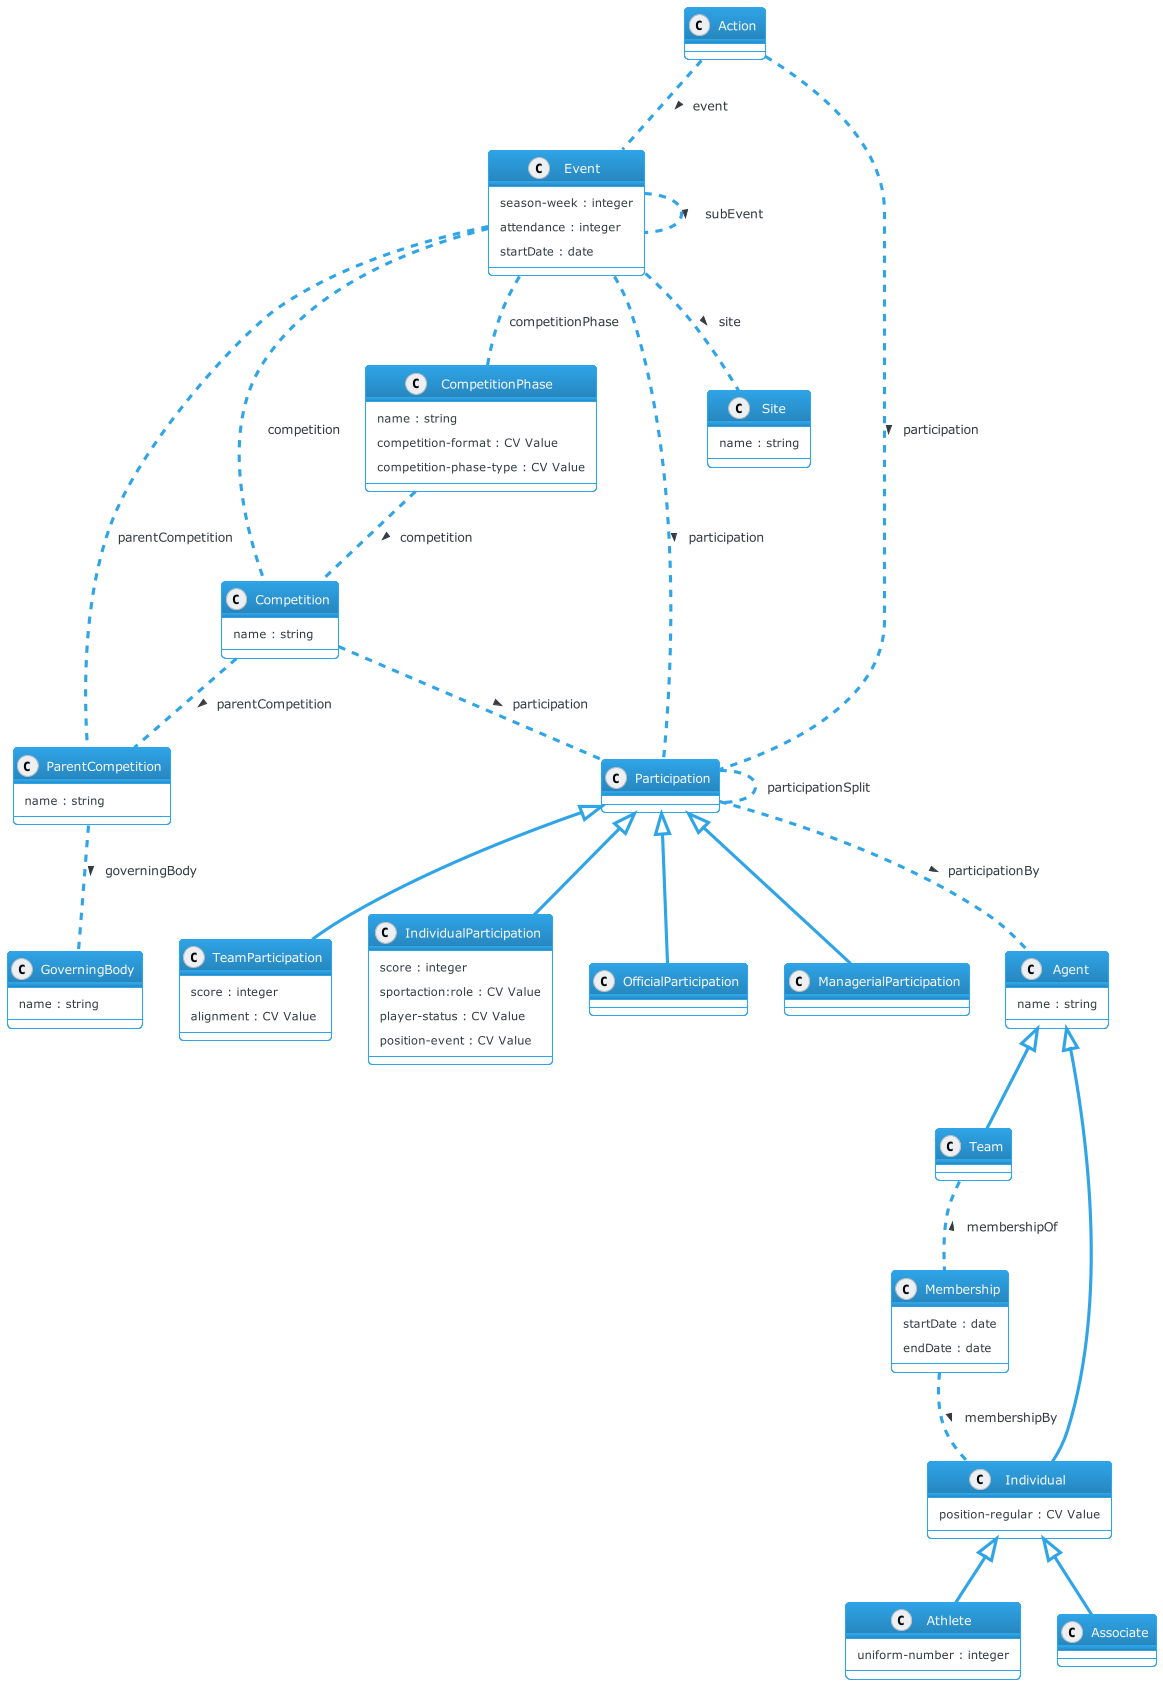 C Action
event
C Event
season-week : integer
attendance : integer
startDate : date
subEvent
competitionPhase
site
C CompetitionPhase
name : string
competition-format : CV Value
competition-phase-type : CV Value
C Site
name : string
competition
participation
parentCompetition
competition
participation
C Competition
name : string
parentCompetition
participation
C ParentCompetition
name : string
C Participation
participationSplit
governingBody
participationBy
C GoverningBody
name : string
C TeamParticipation
score : integer
alignment : CV Value
C IndividualParticipation
score : integer
sportaction:role : CV Value
player-status : CV Value
position-event : CV Value
C OfficialParticipation
C ManagerialParticipation
C Agent
name : string
C Team
membershipOf
C Membership
startDate : date
endDate : date
membershipBy
C Individual
position-regular : CV Value
C Athlete
uniform-number : integer
C Associate